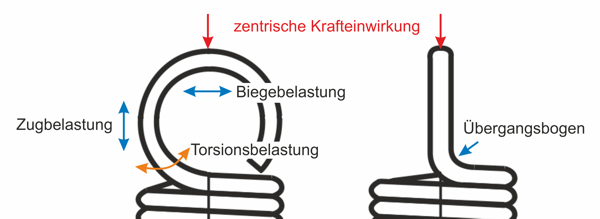 zentrische Krafteinwirkung
Biegebelastung
Zugbelastung
Übergangsbogen
Torsionsbelastung